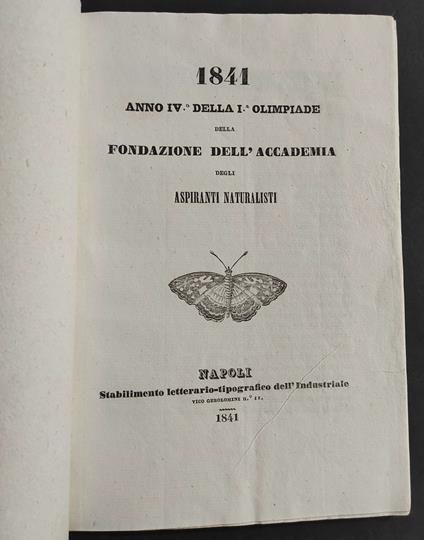 1841
ANNO IV.º DELLA I.ª OLIMPIADE
DELLA
FONDAZIONE DELL'ACCADEMIA
DEGLI
ASPIRANTI NATURALISTI
NAPOLI
Stabilimento letterario-tipografico dell'Industriale
VICO GEROLOMINI N.º 11.
1841